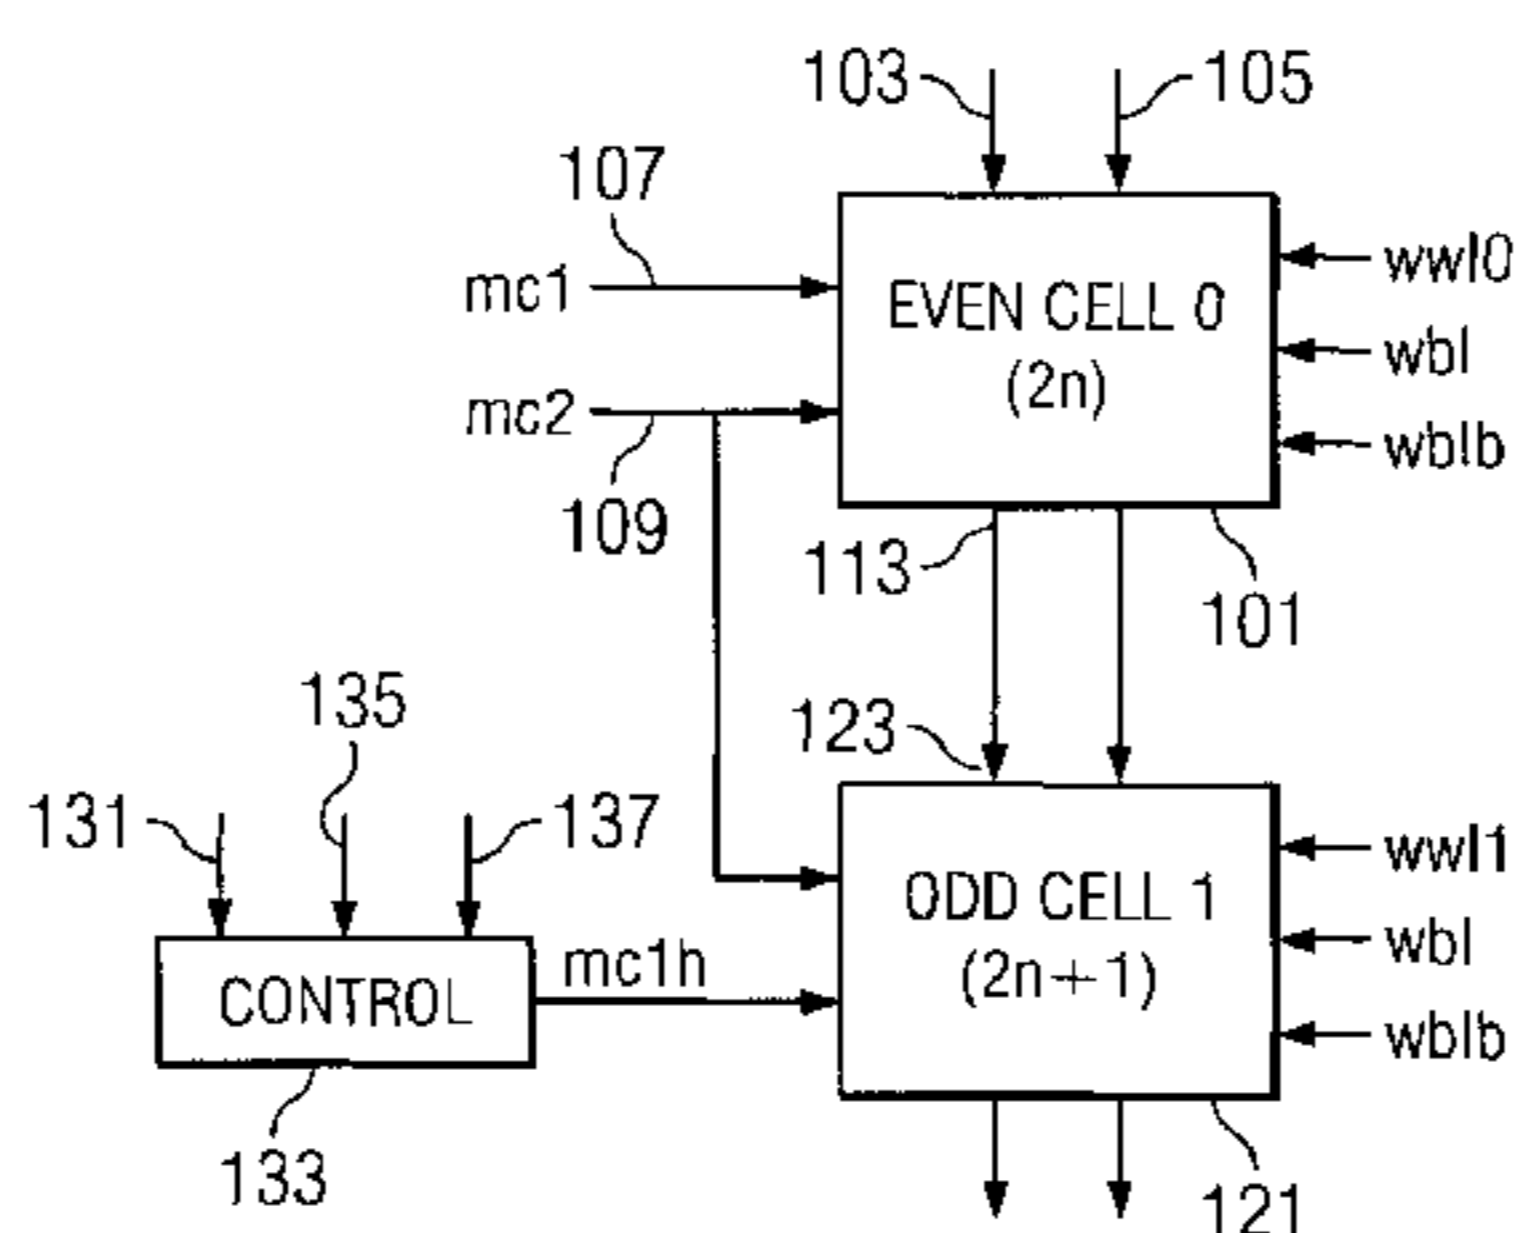 103
105
107
mc1
EVEN CELL 0
(2n)
wwl0
wbl
wblb
mc2
109
113
101
135
123
131
137
ODD CELL 1
(2n+1)
wwl1
wbl
wblb
CONTROL
mc1h
133
121